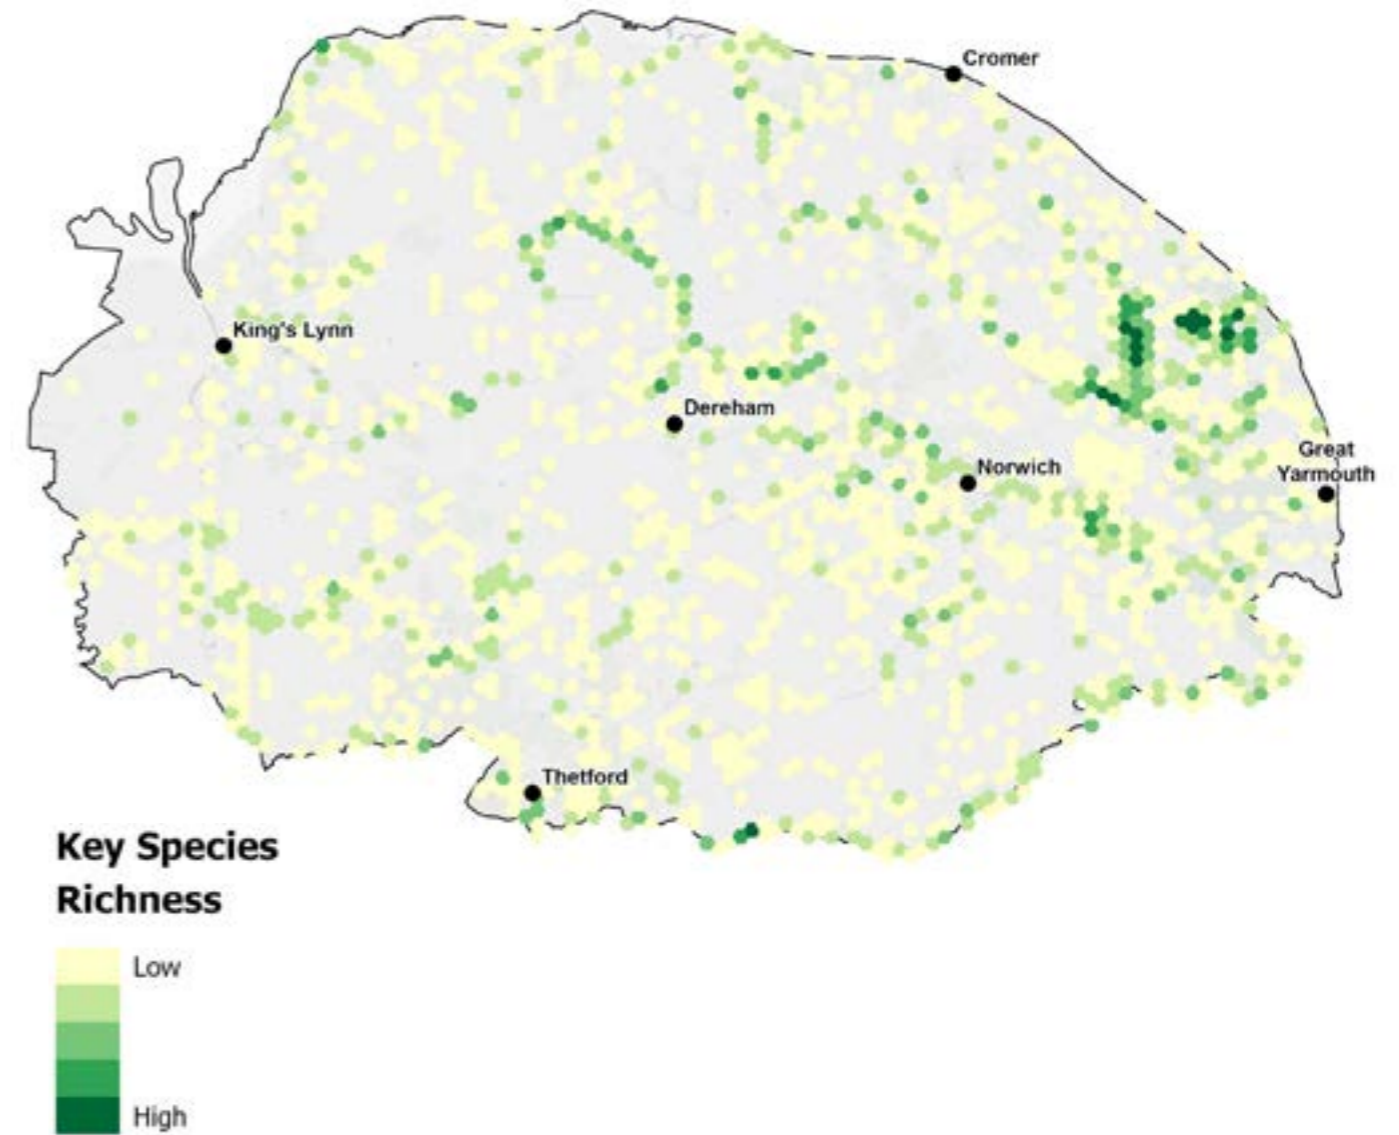 Cromer
King's Lynn
Dereham
Norwich
Great
Yarmouth
Thetford
Key Species
Richness
Low
High